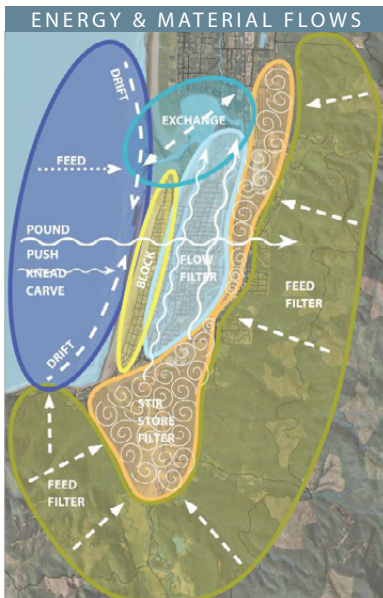 ENERGY & MATERIAL FLOWS
DRIFT
EXCHANGE
FEED
POUND
PUSH
KNEAD
CARVE
BLOCK
FLOW
FILTER
FEED
FILTER
DRIFT
STIR
STORE
FILTER
FEED
FILTER